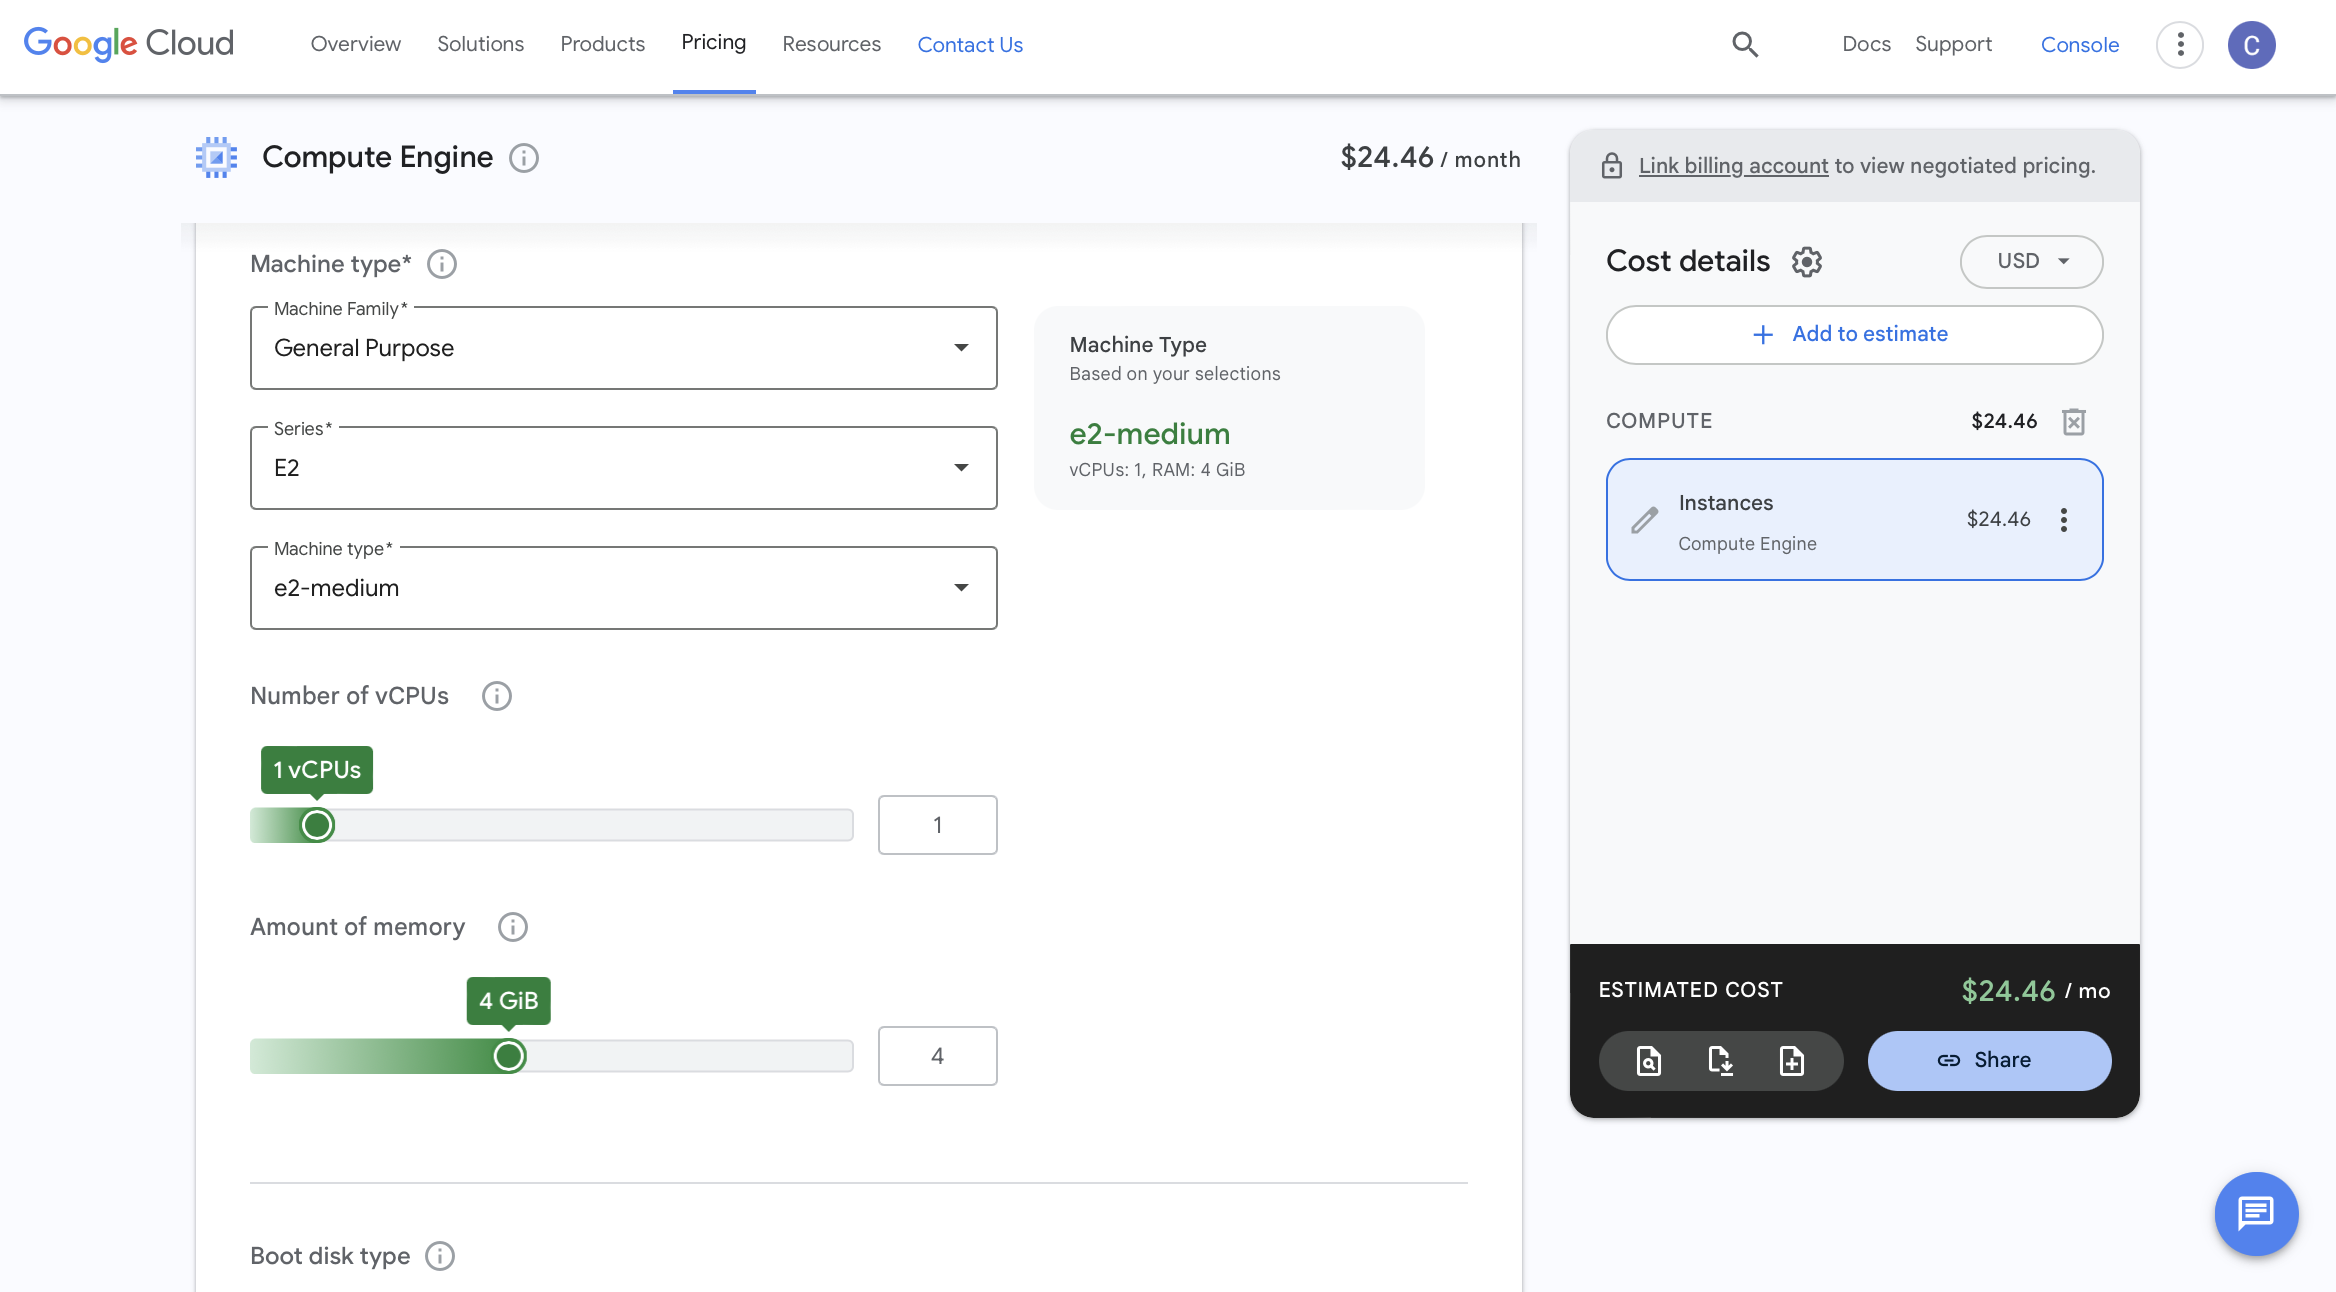 Google Cloud
Overview Solutions Products Pricing Resources Contact Us
Docs Support Console C
Compute Engine
$24.46 / month
Machine type*
Machine Family*
General Purpose
Series*
E2
Machine type*
e2-medium
Machine Type
Based on your selections
e2-medium
vCPUs: 1, RAM: 4 GiB
Number of vCPUs
1 vCPUs
1
Amount of memory
4 GiB
4
Boot disk type
Link billing account to view negotiated pricing.
Cost details
USD
Add to estimate
COMPUTE $24.46
Instances
Compute Engine
$24.46
ESTIMATED COST $24.46 / mo
Share